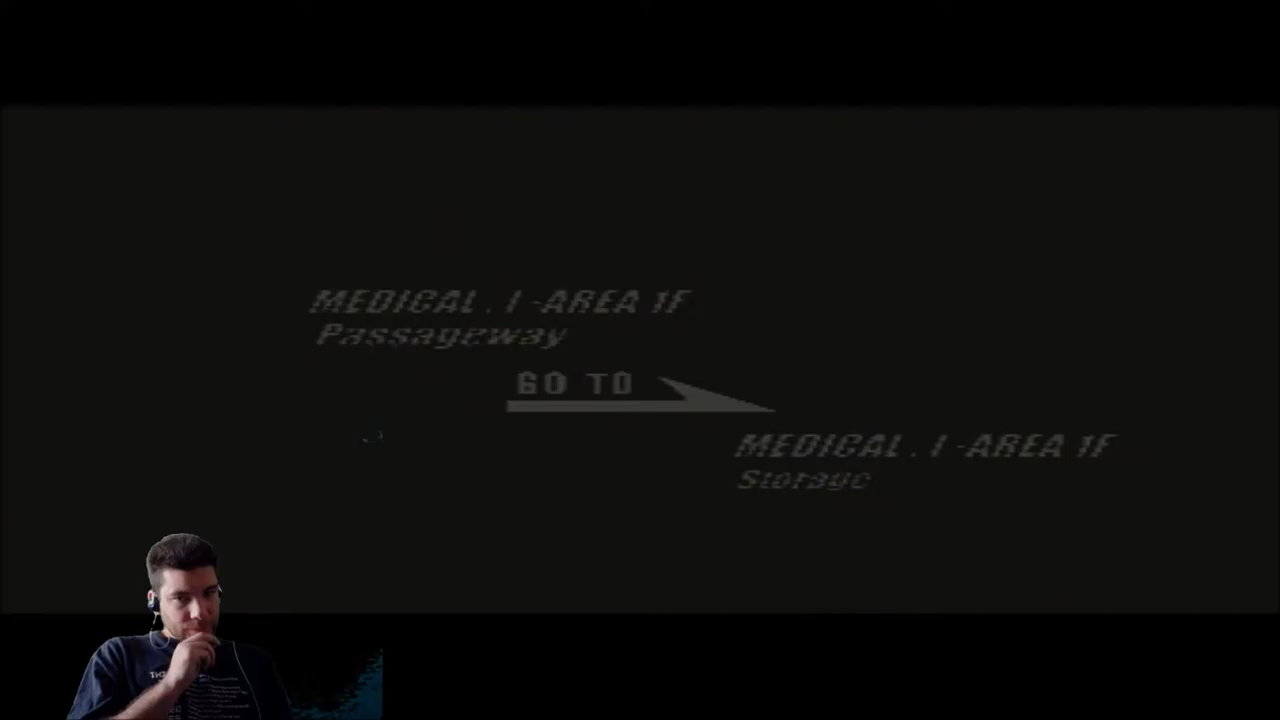 MEDICAL . I -AREA 1F
Passageway
GO TO
MEDICAL . I -AREA 1F
Storage